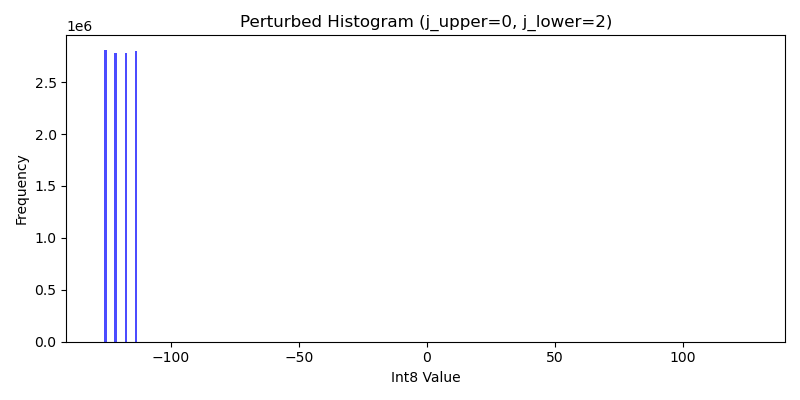 Perturbed Histogram (j_upper=0, j_lower=2)
1e6
2.5
2.0
1.5
1.0
0.5
0.0
Frequency
−100 −50 0 50 100
Int8 Value